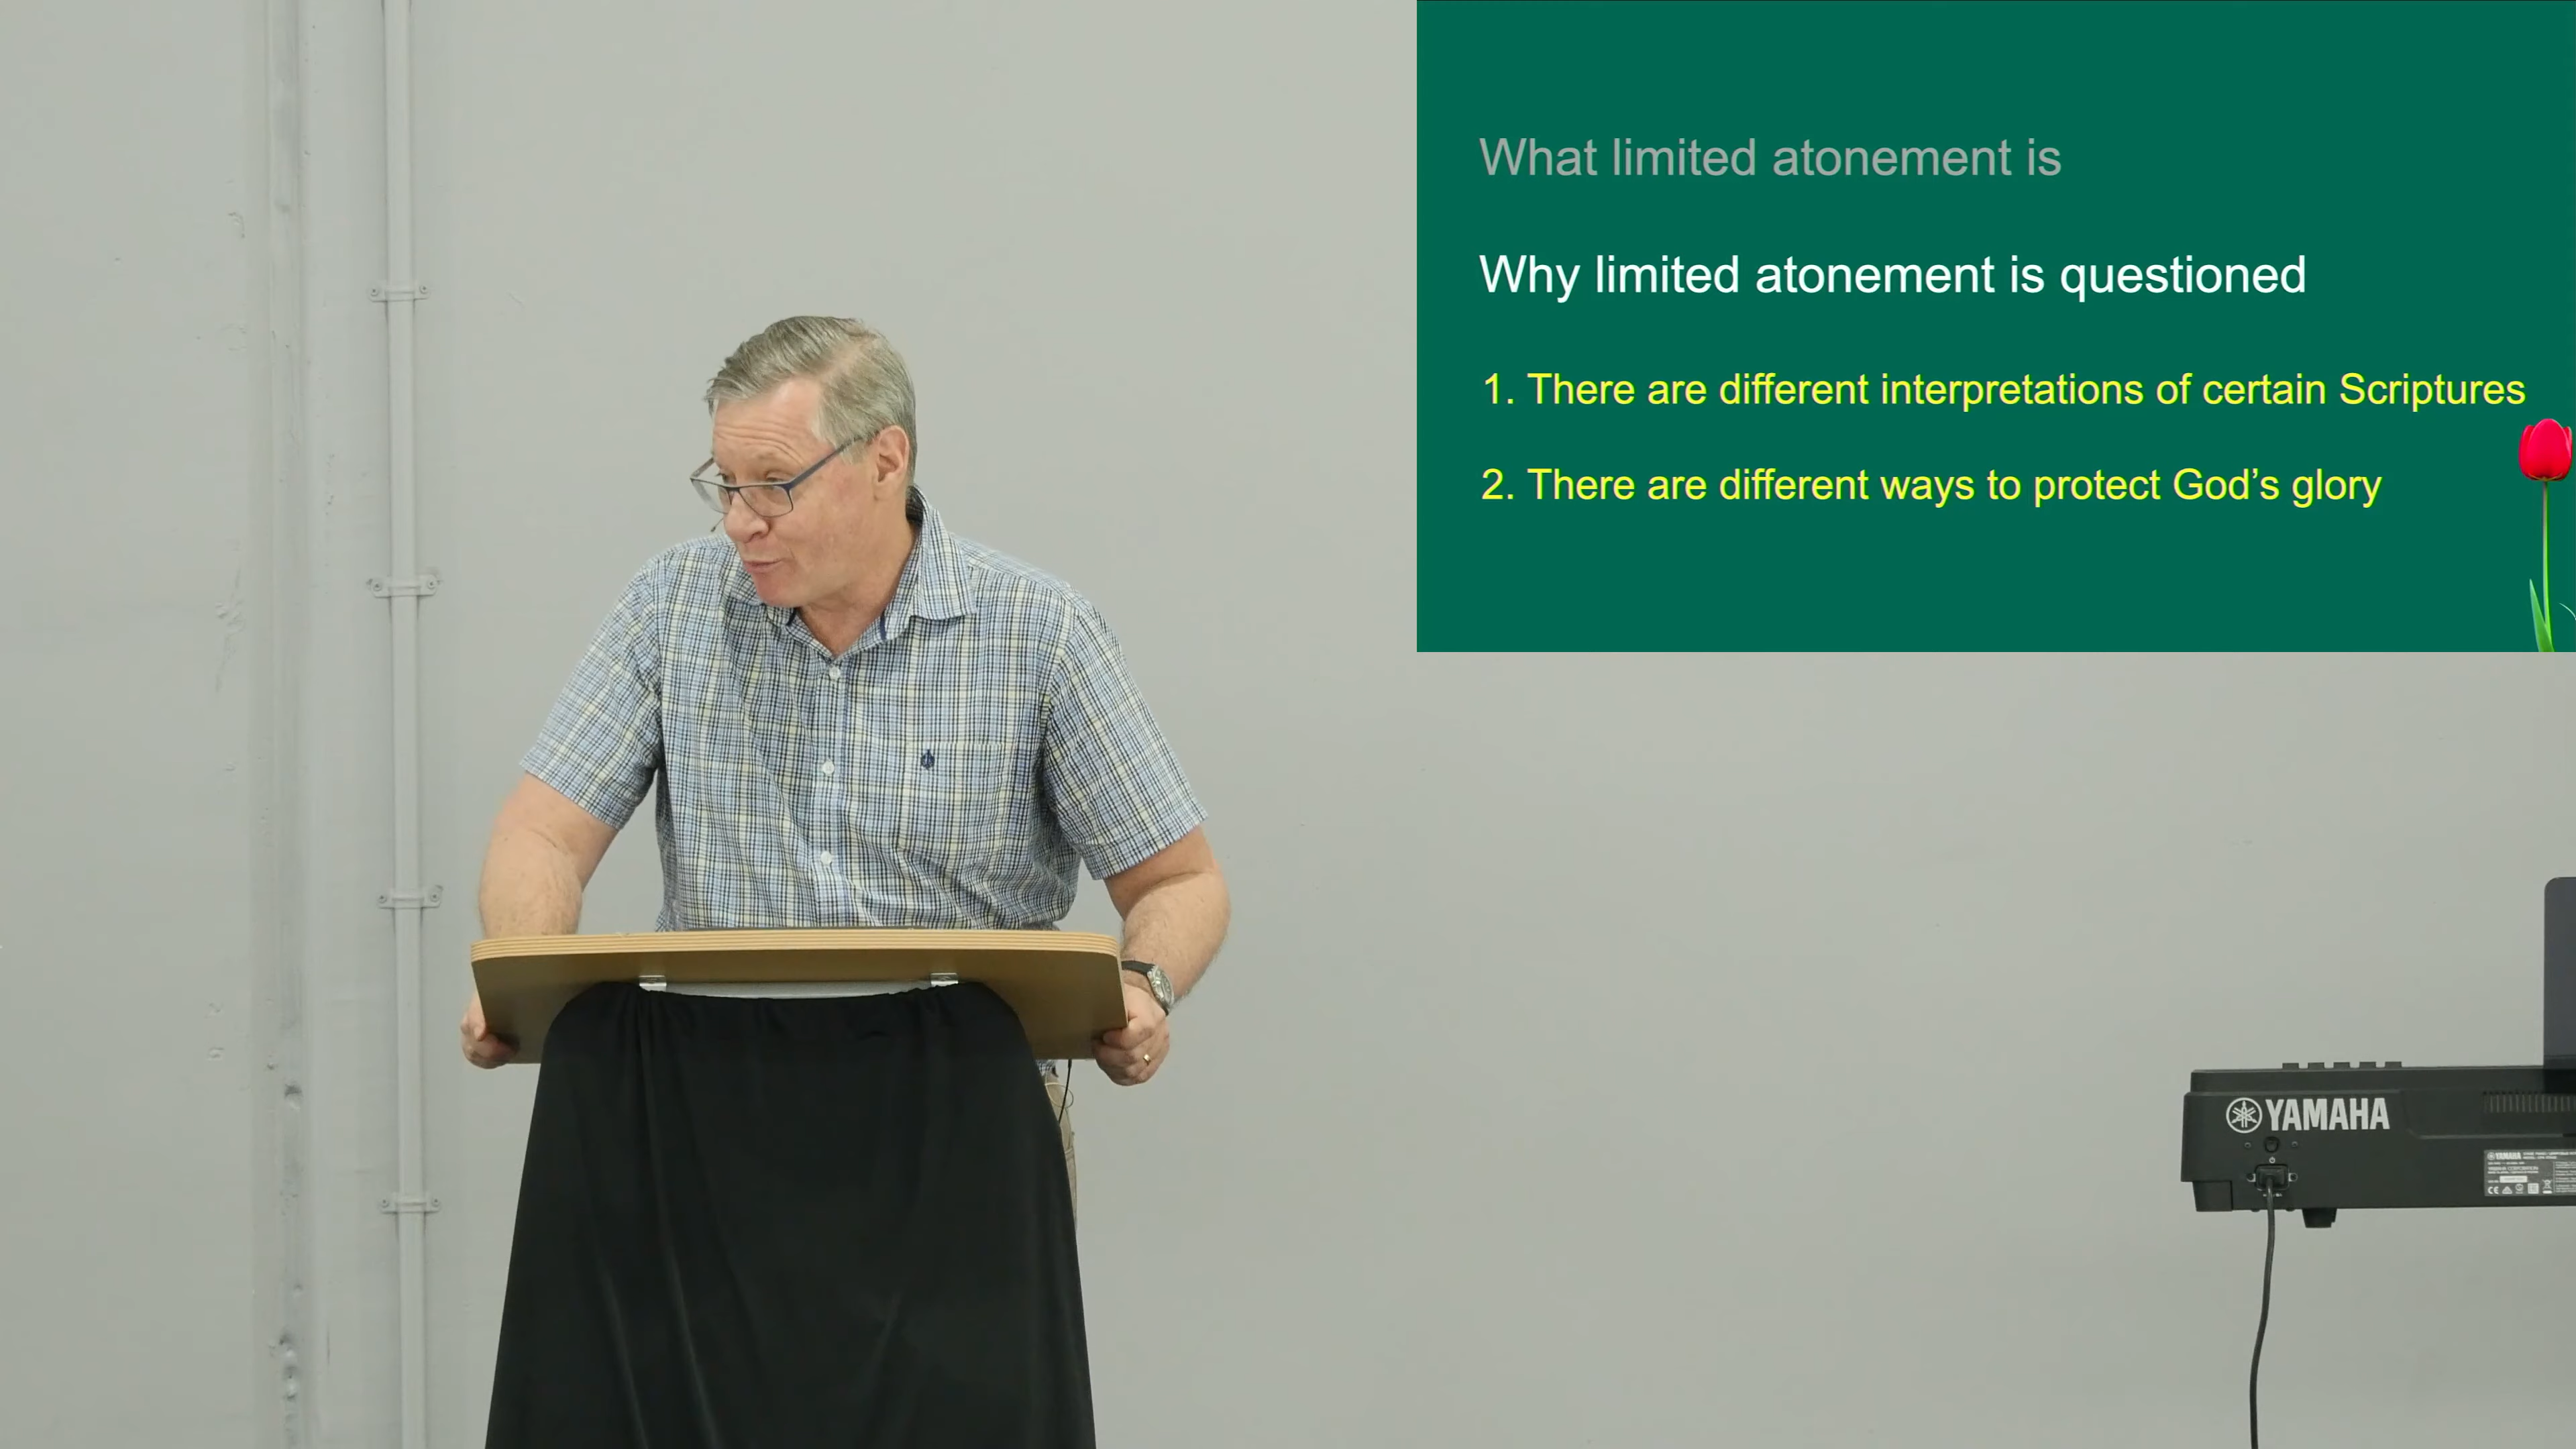 What limited atonement is
Why limited atonement is questioned
1. There are different interpretations of certain Scriptures
2. There are different ways to protect God’s glory
YAMAHA
YAMAHA